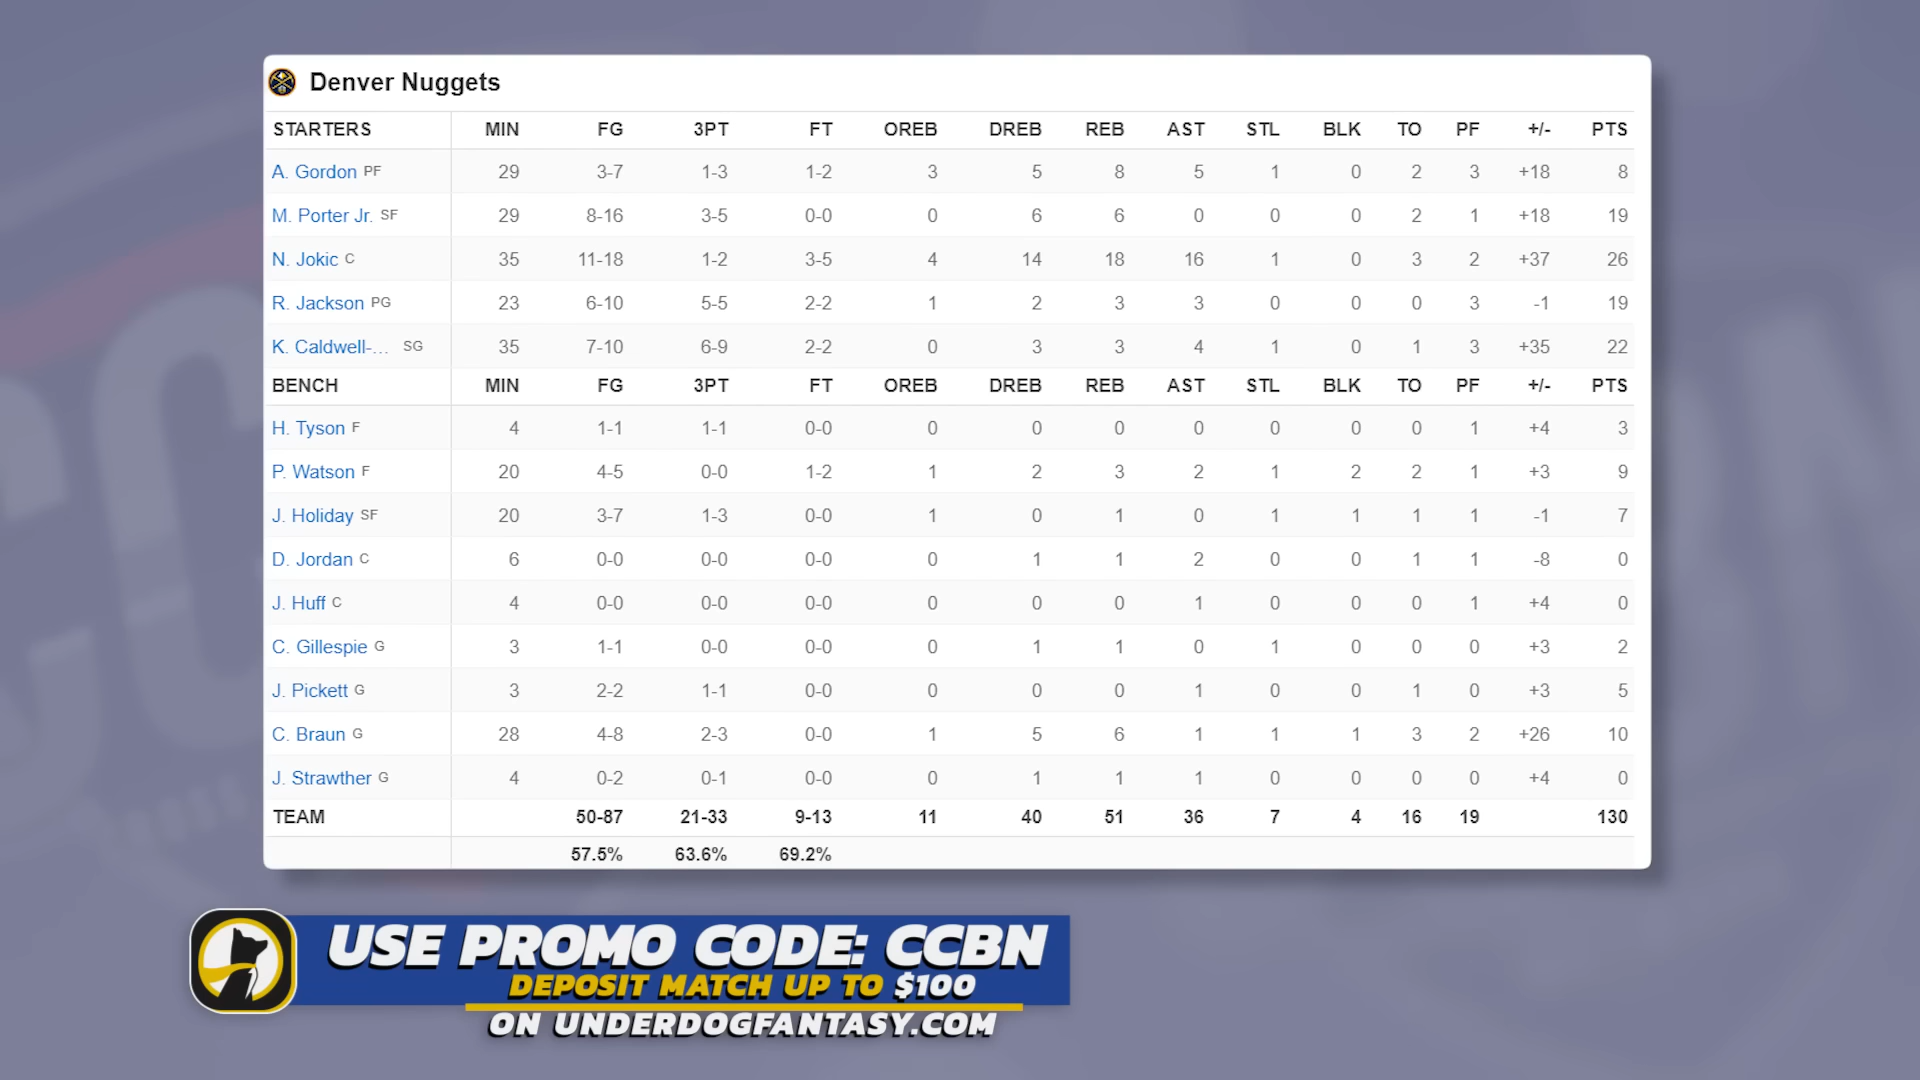 Denver Nuggets
STARTERS MIN FG 3PT FT OREB DREB REB AST STL BLK TO PF +/- PTS
A. Gordon PF 29 3-7 1-3 1-2 3 5 8 5 1 0 2 3 +18 8
M. Porter Jr. SF 29 8-16 3-5 0-0 0 6 6 0 0 0 2 1 +18 19
N. Jokic C 35 11-18 1-2 3-5 4 14 18 16 1 0 3 2 +37 26
R. Jackson PG 23 6-10 5-5 2-2 1 2 3 3 0 0 0 3 -1 19
K. Caldwell-... SG 35 7-10 6-9 2-2 0 3 3 4 1 0 1 3 +35 22
BENCH MIN FG 3PT FT OREB DREB REB AST STL BLK TO PF +/- PTS
H. Tyson F 4 1-1 1-1 0-0 0 0 0 0 0 0 0 1 +4 3
P. Watson F 20 4-5 0-0 1-2 1 2 3 2 1 2 2 1 +3 9
J. Holiday SF 20 3-7 1-3 0-0 1 0 1 0 1 1 1 1 -1 7
D. Jordan C 6 0-0 0-0 0-0 0 1 1 2 0 0 1 1 -8 0
J. Huff C 4 0-0 0-0 0-0 0 0 0 1 0 0 0 1 +4 0
C. Gillespie G 3 1-1 0-0 0-0 0 1 1 0 1 0 0 0 +3 2
J. Pickett G 3 2-2 1-1 0-0 0 0 0 1 0 0 1 0 +3 5
C. Braun G 28 4-8 2-3 0-0 1 5 6 1 1 1 3 2 +26 10
J. Strawther G 4 0-2 0-1 0-0 0 1 1 1 0 0 0 0 +4 0
TEAM 50-87 21-33 9-13 11 40 51 36 7 4 16 19 130
57.5% 63.6% 69.2%
USE PROMO CODE: CCBN
DEPOSIT MATCH UP TO $100
ON UNDERDOGFANTASY.COM